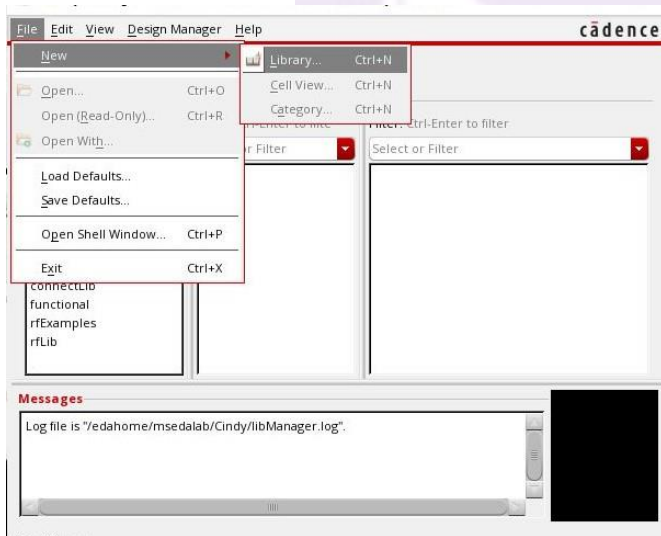 File Edit View Design Manager Help cādence
New
Library... Ctrl+N
Cell View... Ctrl+N
Category... Ctrl+N
Open... Ctrl+O
Open (Read-Only)... Ctrl+R
Open With...
Load Defaults...
Save Defaults...
Open Shell Window... Ctrl+P
Exit Ctrl+X
Filter: Ctrl-Enter to filter
or Filter
Select or Filter
connectLib
functional
rfExamples
rfLib
Messages
Log file is "/edahome/msedalab/Cindy/libManager.log".